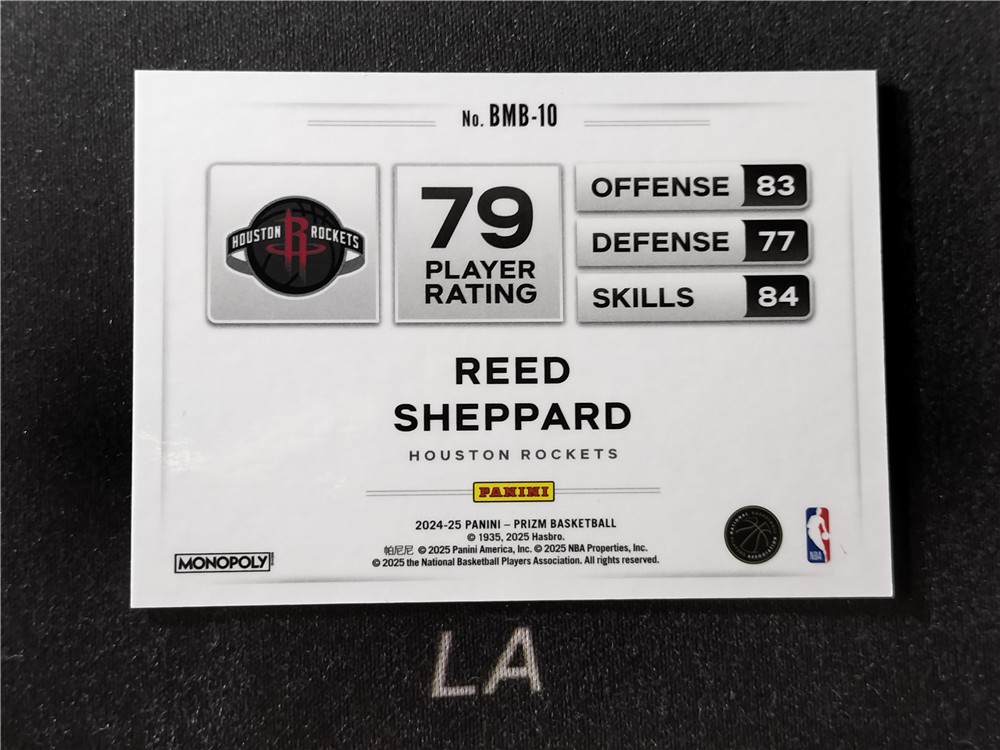 No. BMB-10
HOUSTON R ROCKETS
79
PLAYER
RATING
OFFENSE 83
DEFENSE 77
SKILLS 84
REED
SHEPPARD
HOUSTON ROCKETS
PANINI
2024-25 PANINI – PRIZM BASKETBALL
© 1935, 2025 Hasbro.
帕尼尼 © 2025 Panini America, Inc. © 2025 NBA Properties, Inc.
© 2025 the National Basketball Players Association. All rights reserved.
MONOPOLY
NBA
LA